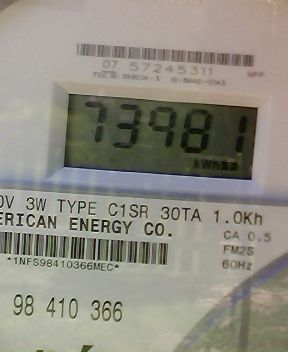 07 57245311
73981
kWh
0V 3W TYPE C1SR 30TA 1.0Kh
ERICAN ENERGY CO.
CA 0.5
FM2S
*1NFS98410366MEC*
60Hz
98 410 366